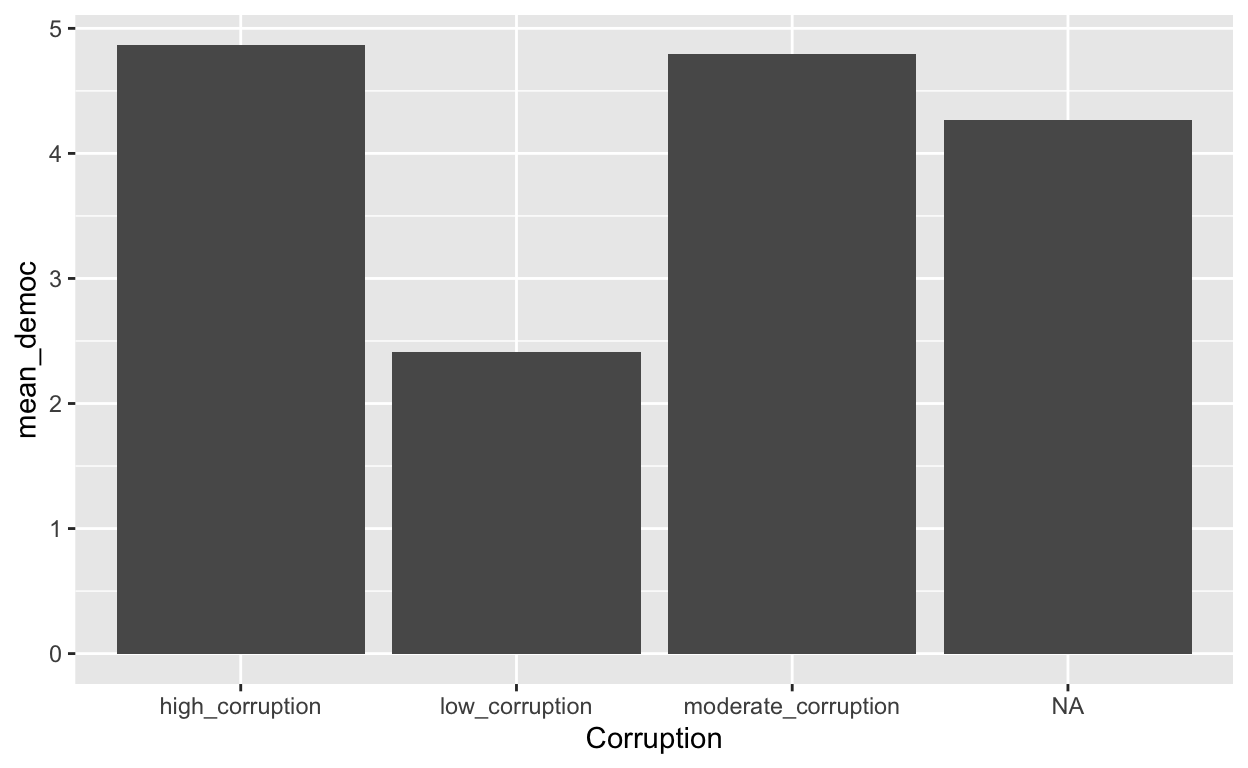 5
4
3
2
1
0
mean_democ
high_corruption
low_corruption
moderate_corruption
NA
Corruption